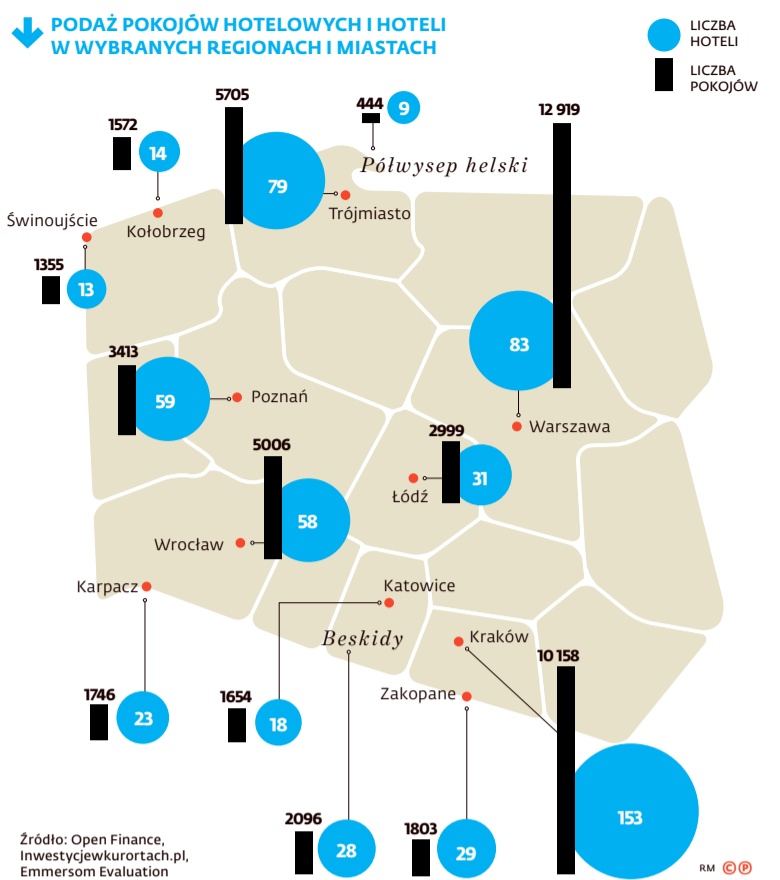 PODAŻ POKOJÓW HOTELOWYCH I HOTELI
W WYBRANYCH REGIONACH I MIASTACH
LICZBA
HOTELI
LICZBA
POKOJÓW
5705
444
9
12 919
1572
14
79
Półwysep helski
Trójmiasto
Świnoujście
Kołobrzeg
1355
13
83
3413
59
Poznań
Warszawa
2999
5006
31
Łódź
58
Wrocław
Karpacz
Katowice
Beskidy
Kraków
10 158
Zakopane
1746
23
1654
18
2096
28
1803
29
153
Źródło: Open Finance,
Inwestycjewkurortach.pl,
Emmersom Evaluation
RM © ℗